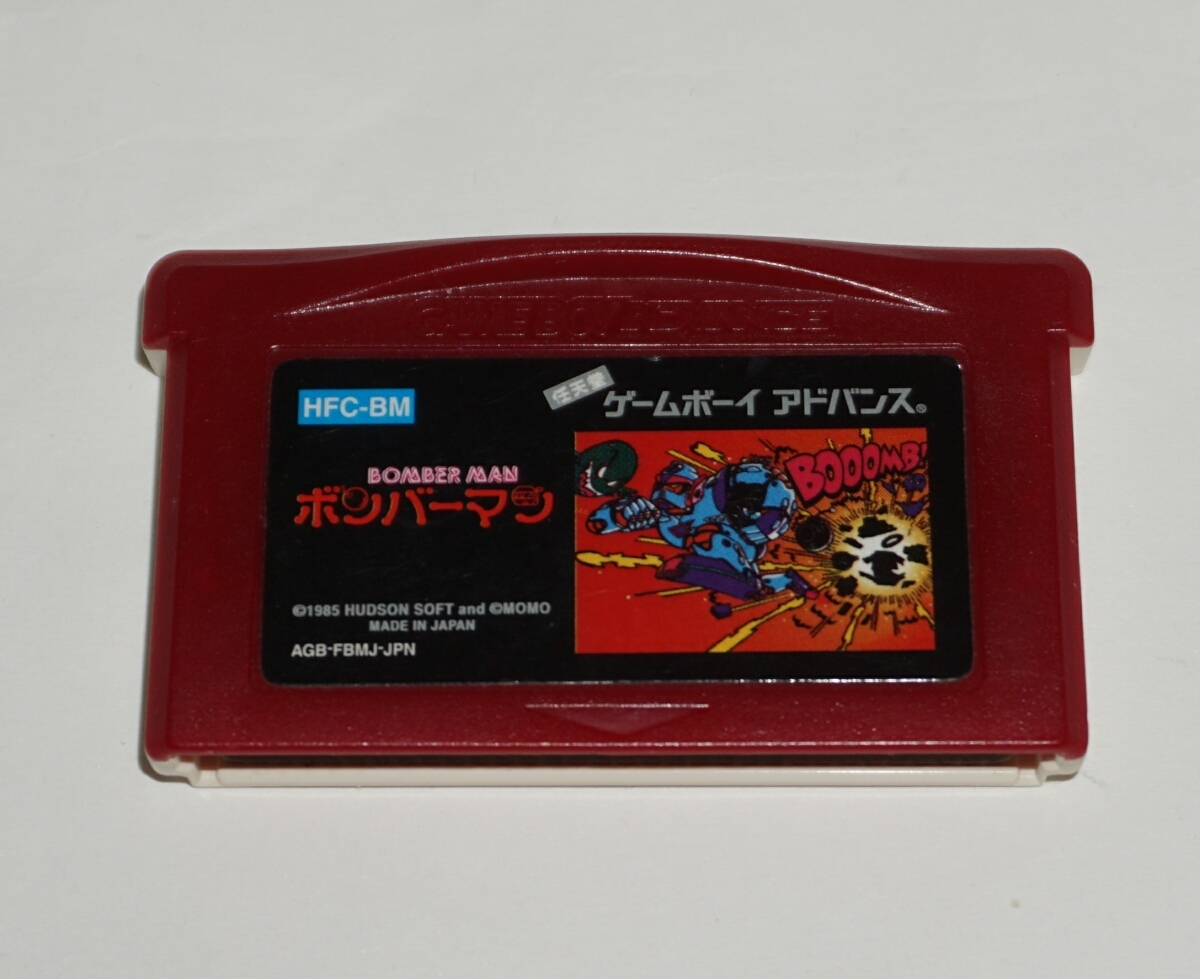 GAME BOY ADVANCE
HFC-BM
任天堂
ゲームボーイ アドバンス®
BOMBER MAN
ボンバーマン
BOOOMB!
©1985 HUDSON SOFT and ©MOMO
MADE IN JAPAN
AGB-FBMJ-JPN